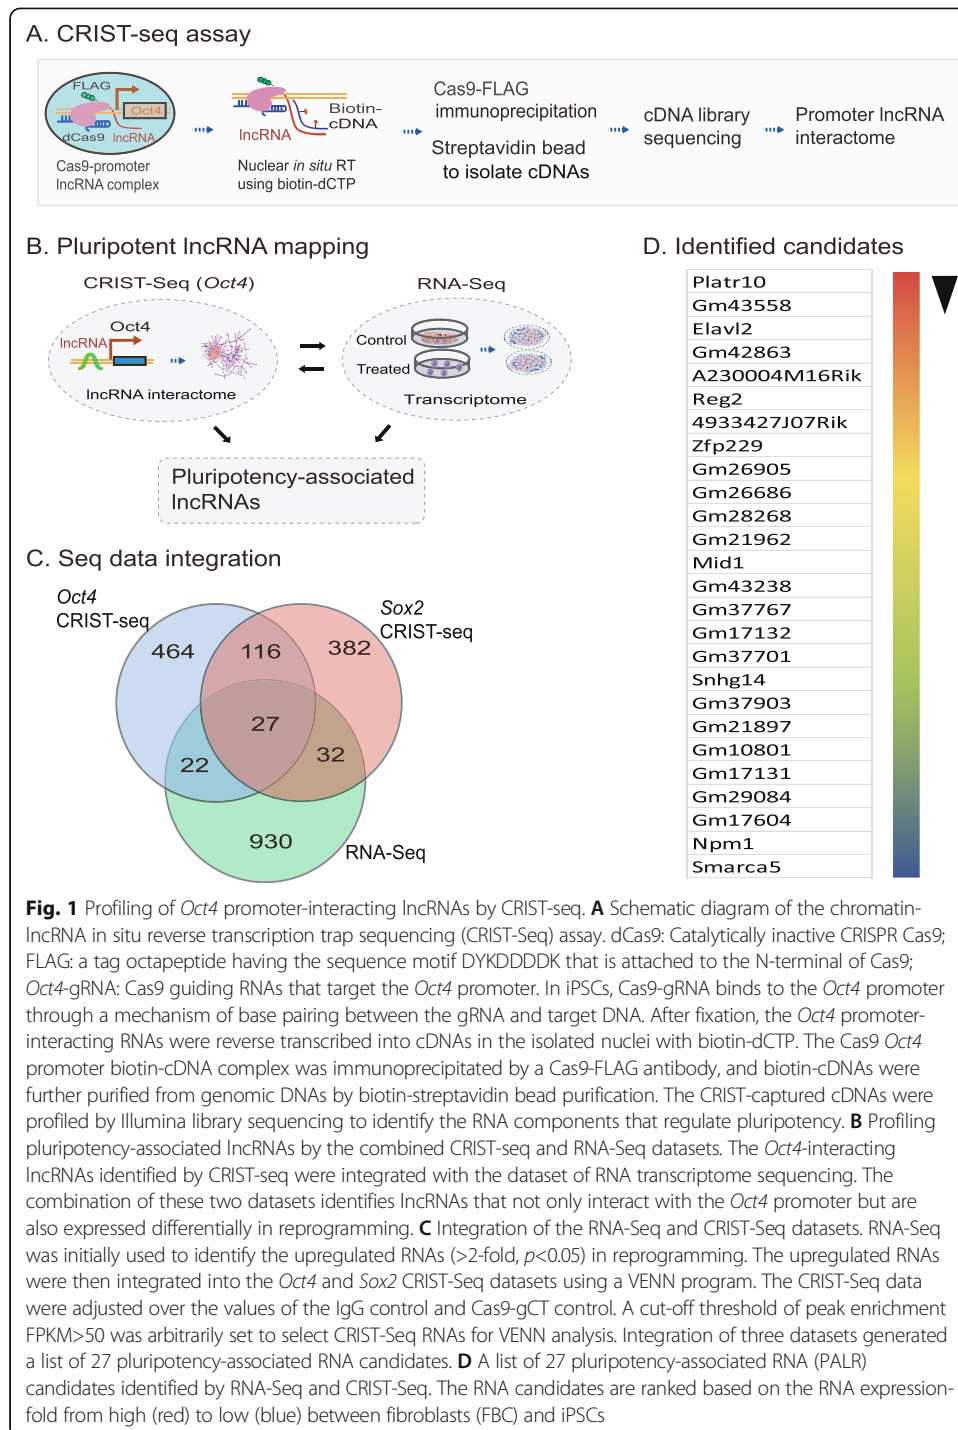 A. CRIST-seq assay
FLAG
Oct4
dCas9
lncRNA
Cas9-promoter
lncRNA complex
Biotin-
cDNA
lncRNA
Nuclear in situ RT
using biotin-dCTP
Cas9-FLAG
immunoprecipitation
Streptavidin bead
to isolate cDNAs
cDNA library
sequencing
Promoter lncRNA
interactome
B. Pluripotent lncRNA mapping
CRIST-Seq (Oct4)
Oct4
lncRNA
lncRNA interactome
RNA-Seq
Control
Treated
Transcriptome
Pluripotency-associated
lncRNAs
C. Seq data integration
Oct4
CRIST-seq
Sox2
CRIST-seq
464
116
382
27
22
32
930
RNA-Seq
D. Identified candidates
Platr10
Gm43558
Elavl2
Gm42863
A230004M16Rik
Reg2
4933427J07Rik
Zfp229
Gm26905
Gm26686
Gm28268
Gm21962
Mid1
Gm43238
Gm37767
Gm17132
Gm37701
Snhg14
Gm37903
Gm21897
Gm10801
Gm17131
Gm29084
Gm17604
Npm1
Smarca5
Fig. 1 Profiling of Oct4 promoter-interacting lncRNAs by CRIST-seq. A Schematic diagram of the chromatin-
lncRNA in situ reverse transcription trap sequencing (CRIST-Seq) assay. dCas9: Catalytically inactive CRISPR Cas9;
FLAG: a tag octapeptide having the sequence motif DYKDDDDK that is attached to the N-terminal of Cas9;
Oct4-gRNA: Cas9 guiding RNAs that target the Oct4 promoter. In iPSCs, Cas9-gRNA binds to the Oct4 promoter
through a mechanism of base pairing between the gRNA and target DNA. After fixation, the Oct4 promoter-
interacting RNAs were reverse transcribed into cDNAs in the isolated nuclei with biotin-dCTP. The Cas9 Oct4
promoter biotin-cDNA complex was immunoprecipitated by a Cas9-FLAG antibody, and biotin-cDNAs were
further purified from genomic DNAs by biotin-streptavidin bead purification. The CRIST-captured cDNAs were
profiled by Illumina library sequencing to identify the RNA components that regulate pluripotency. B Profiling
pluripotency-associated lncRNAs by the combined CRIST-seq and RNA-Seq datasets. The Oct4-interacting
lncRNAs identified by CRIST-seq were integrated with the dataset of RNA transcriptome sequencing. The
combination of these two datasets identifies lncRNAs that not only interact with the Oct4 promoter but are
also expressed differentially in reprogramming. C Integration of the RNA-Seq and CRIST-Seq datasets. RNA-Seq
was initially used to identify the upregulated RNAs (>2-fold, p<0.05) in reprogramming. The upregulated RNAs
were then integrated into the Oct4 and Sox2 CRIST-Seq datasets using a VENN program. The CRIST-Seq data
were adjusted over the values of the IgG control and Cas9-gCT control. A cut-off threshold of peak enrichment
FPKM>50 was arbitrarily set to select CRIST-Seq RNAs for VENN analysis. Integration of three datasets generated
a list of 27 pluripotency-associated RNA candidates. D A list of 27 pluripotency-associated RNA (PALR)
candidates identified by RNA-Seq and CRIST-Seq. The RNA candidates are ranked based on the RNA expression-
fold from high (red) to low (blue) between fibroblasts (FBC) and iPSCs